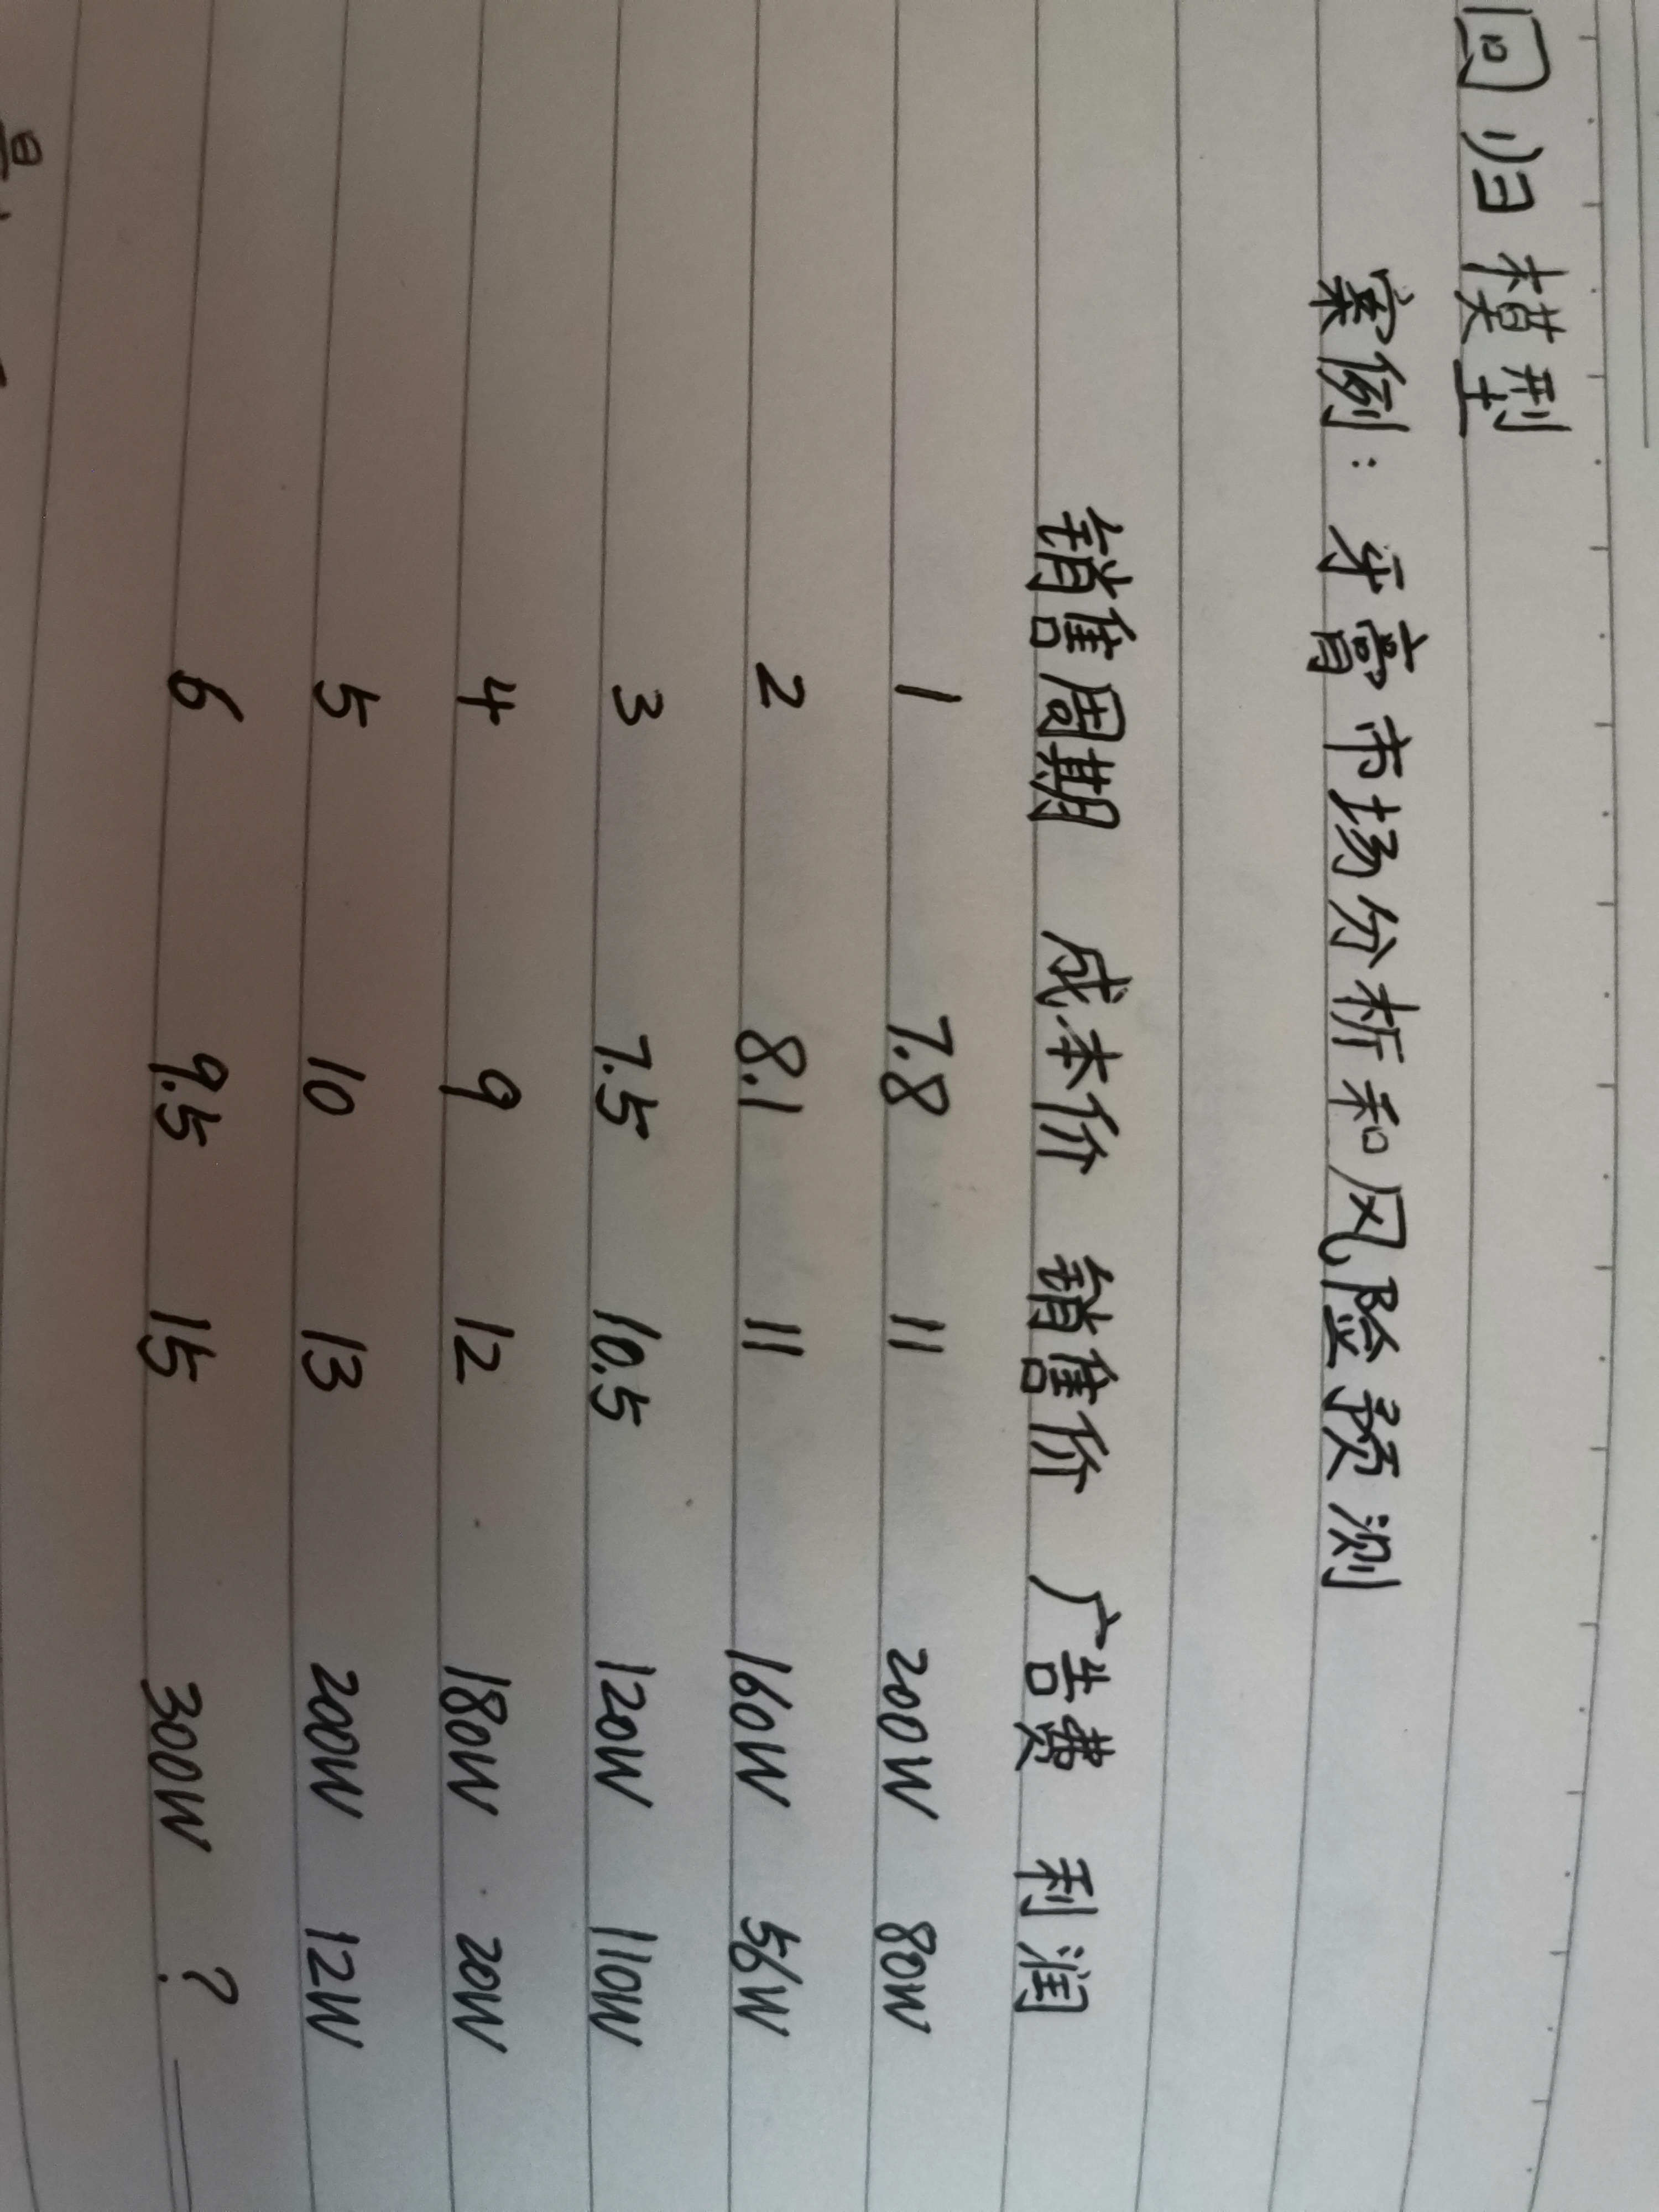 回归模型
案例：牙膏市场分析和风险预测
销售周期 成本价 销售价 广告费 利润
1 7.8 11 200W 80W
2 8.1 11 160W 56W
3 7.5 10.5 120W 110W
4 9 12 180W 20W
5 10 13 200W 12W
6 9.5 15 300W ?